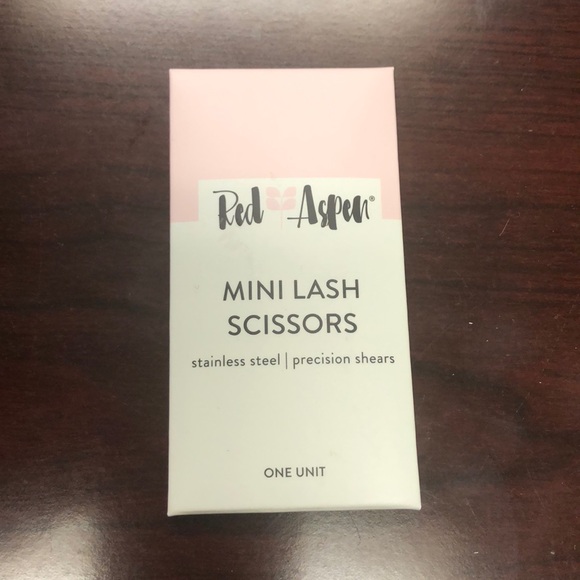 Red Aspen®
MINI LASH
SCISSORS
stainless steel | precision shears
ONE UNIT